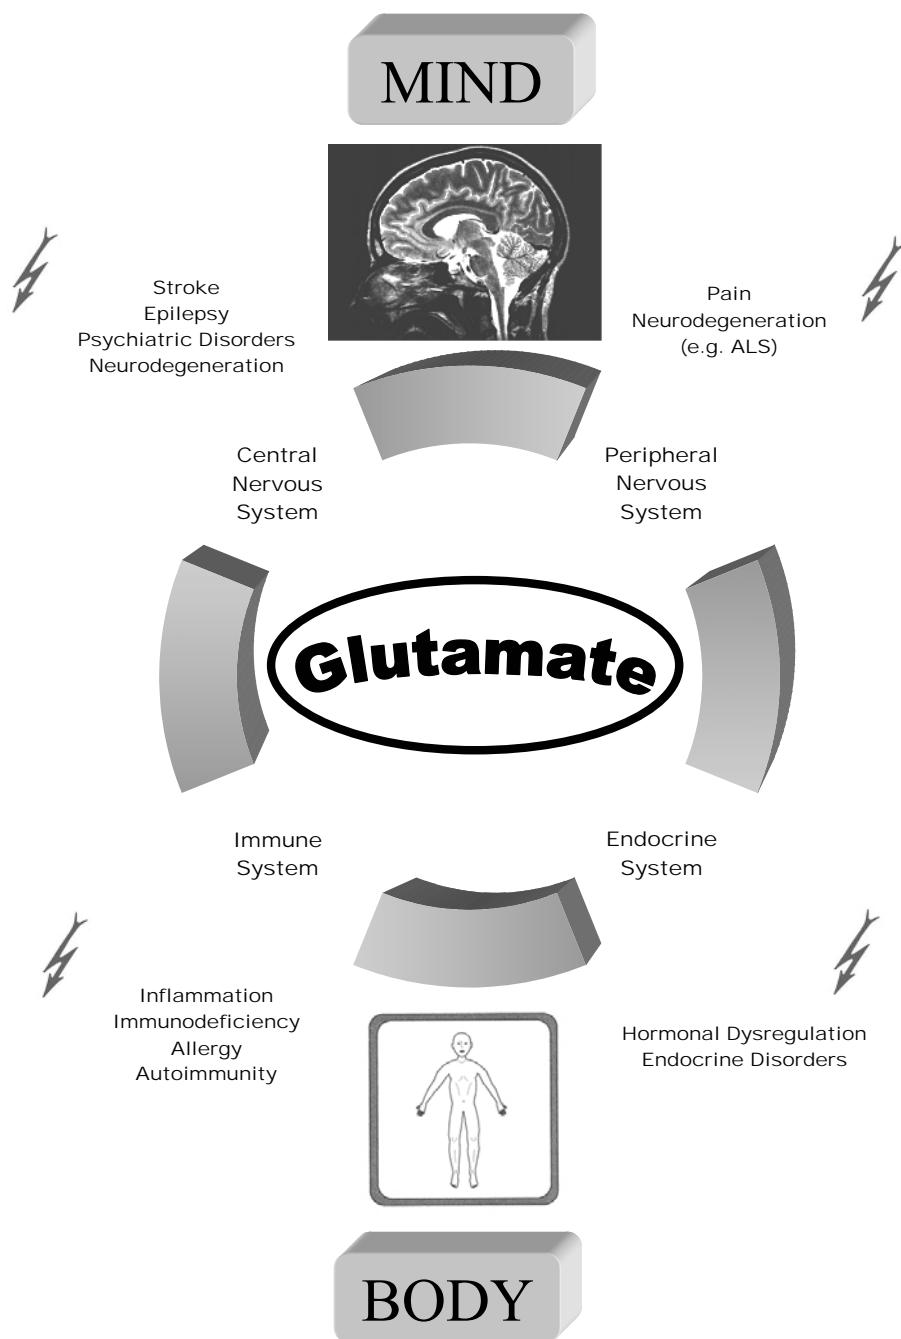 MIND
Stroke
Epilepsy
Psychiatric Disorders
Neurodegeneration
Pain
Neurodegeneration
(e.g. ALS)
Central
Nervous
System
Peripheral
Nervous
System
Glutamate
Immune
System
Endocrine
System
Inflammation
Immunodeficiency
Allergy
Autoimmunity
Hormonal Dysregulation
Endocrine Disorders
BODY